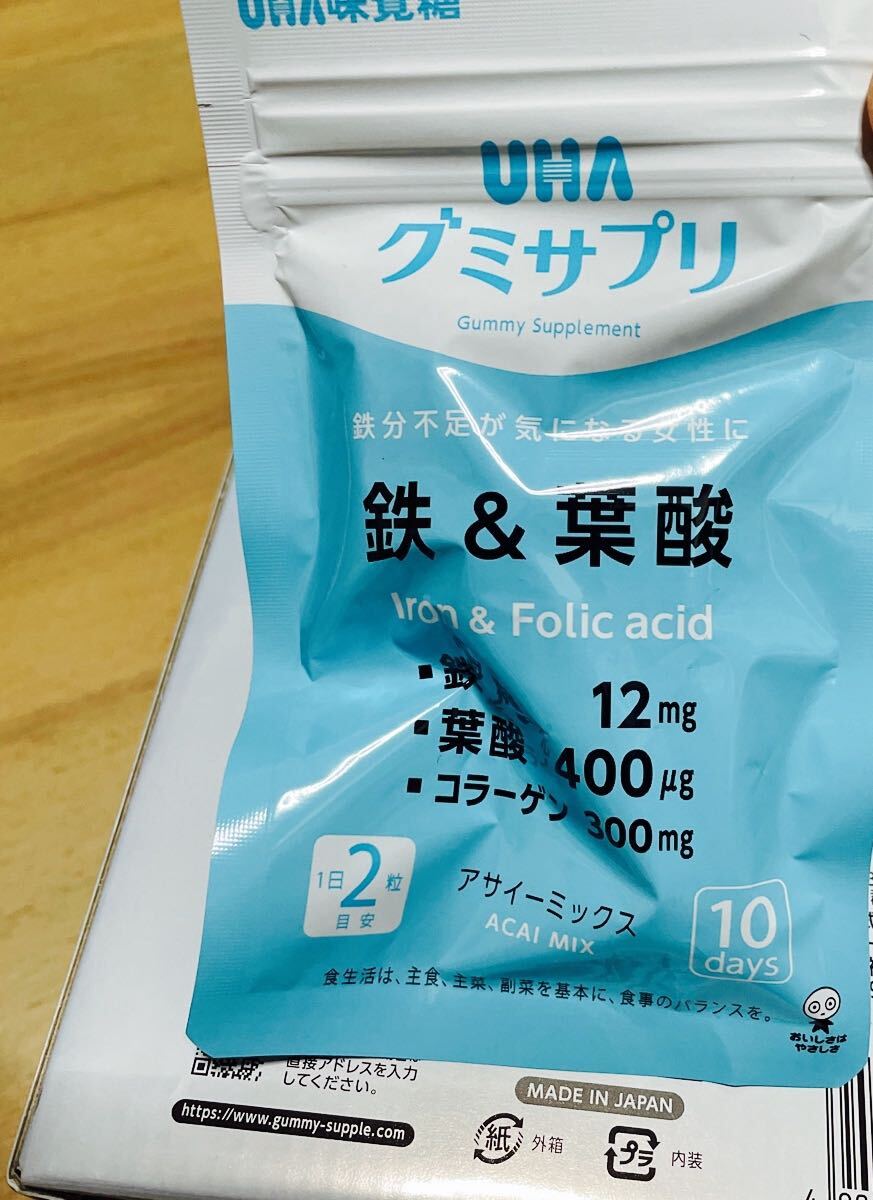 UHA味覚糖
UHA
グミサプリ
Gummy Supplement
鉄分不足が気になる女性に
鉄 & 葉酸
Iron & Folic acid
▪鉄 12mg
▪葉酸 400μg
▪コラーゲン 300mg
1日2粒
目安
アサイーミックス
ACAI MIX
10
days
食生活は、主食、主菜、副菜を基本に、食事のバランスを。
おいしさは
やさしさ
直接アドレスを入力
してください。
https://www.gummy-supple.com
MADE IN JAPAN
紙 外箱
プラ 内装